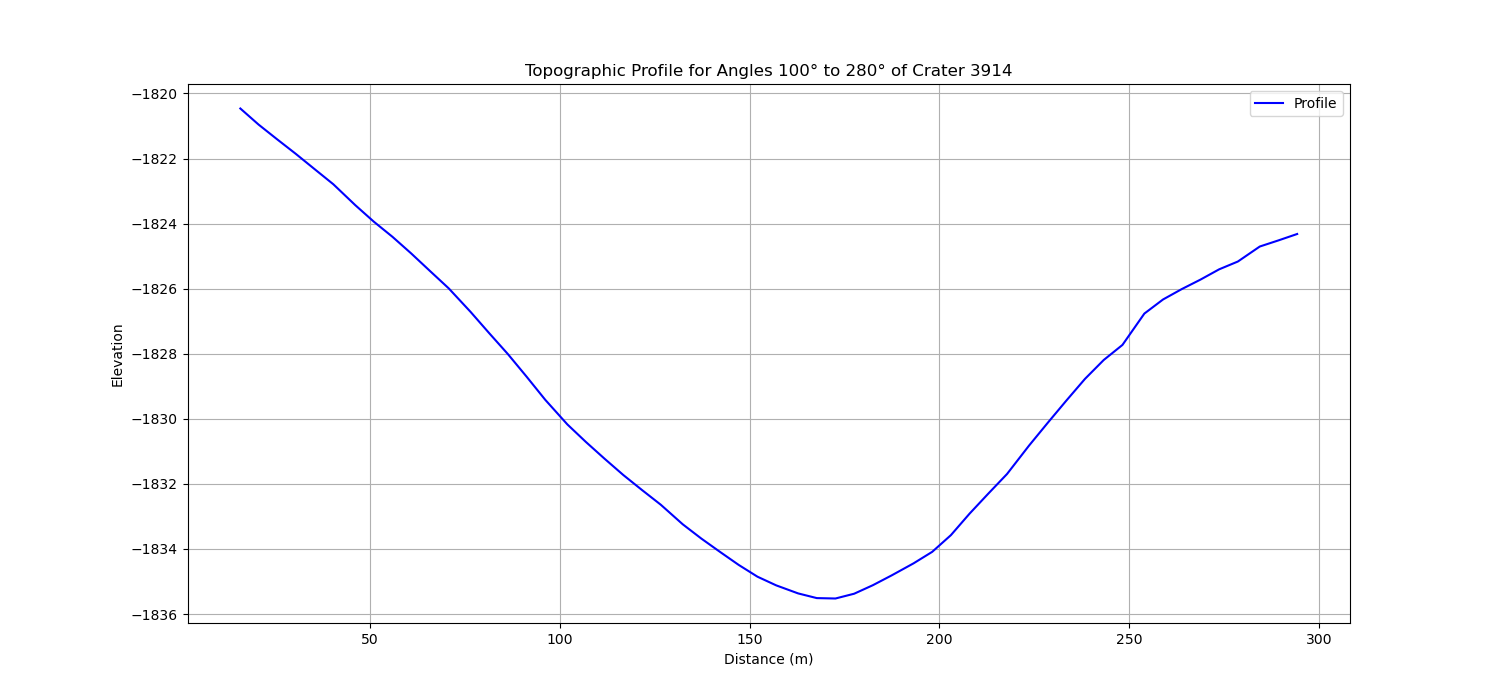 Topographic Profile for Angles 100° to 280° of Crater 3914
Profile
−1820
−1822
−1824
−1826
−1828
−1830
−1832
−1834
−1836
Elevation
50 100 150 200 250 300
Distance (m)